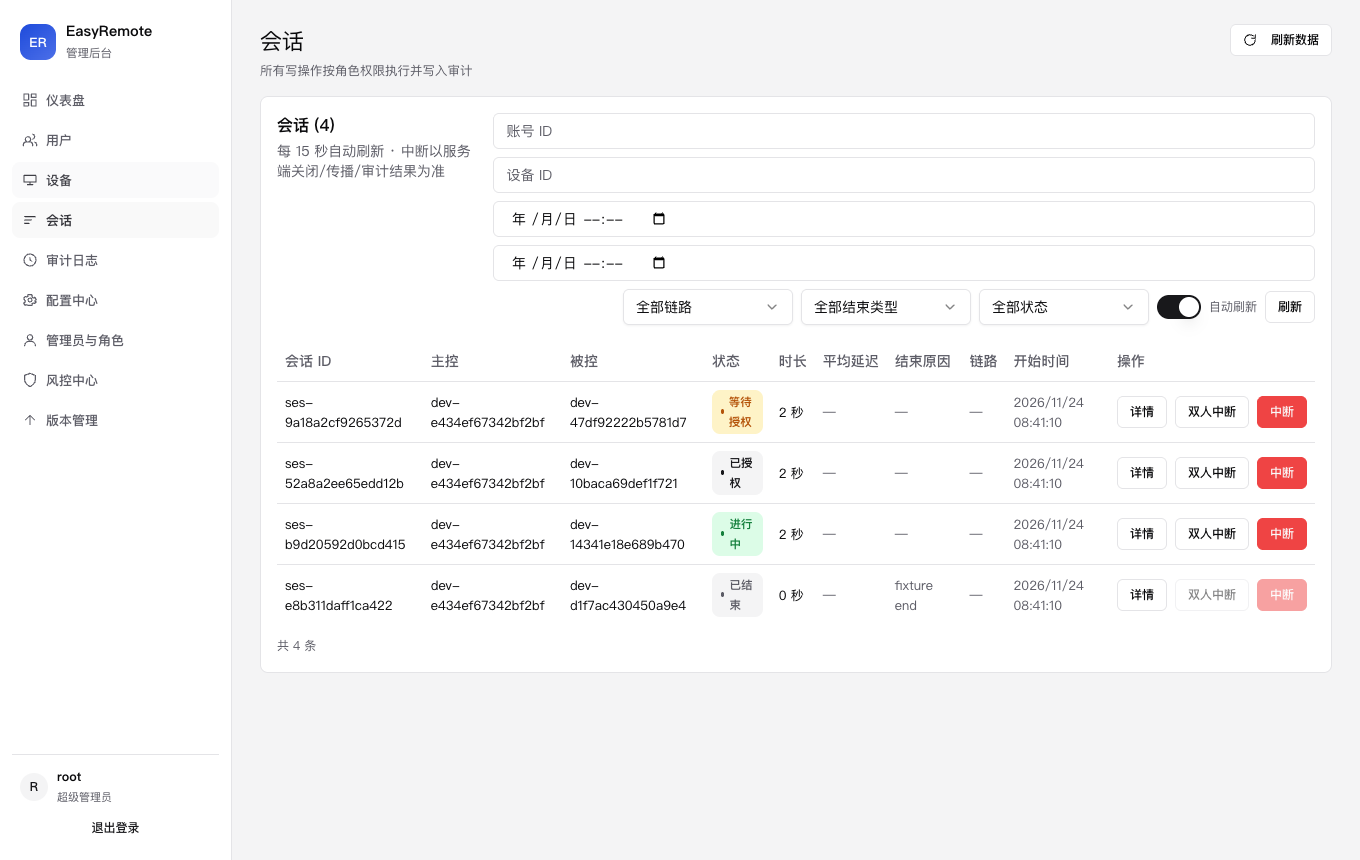 ER
EasyRemote
管理后台
仪表盘
用户
设备
会话
审计日志
配置中心
管理员与角色
风控中心
版本管理
R
root
超级管理员
退出登录
会话
所有写操作按角色权限执行并写入审计
刷新数据
会话 (4)
每 15 秒自动刷新 · 中断以服务
端关闭/传播/审计结果为准
账号 ID
设备 ID
年 /月/日 --:--
年 /月/日 --:--
全部链路
全部结束类型
全部状态
自动刷新
刷新
会话 ID 主控 被控 状态 时长 平均延迟 结束原因 链路 开始时间 操作
ses-
9a18a2cf9265372d
dev-
e434ef67342bf2bf
dev-
47df92222b5781d7
等待
授权
2 秒 — — —
2026/11/24
08:41:10
详情 双人中断 中断
ses-
52a8a2ee65edd12b
dev-
e434ef67342bf2bf
dev-
10baca69def1f721
已授
权
2 秒 — — —
2026/11/24
08:41:10
详情 双人中断 中断
ses-
b9d20592d0bcd415
dev-
e434ef67342bf2bf
dev-
14341e18e689b470
进行
中
2 秒 — — —
2026/11/24
08:41:10
详情 双人中断 中断
ses-
e8b311daff1ca422
dev-
e434ef67342bf2bf
dev-
d1f7ac430450a9e4
已结
束
0 秒 —
fixture
end
—
2026/11/24
08:41:10
详情 双人中断 中断
共 4 条